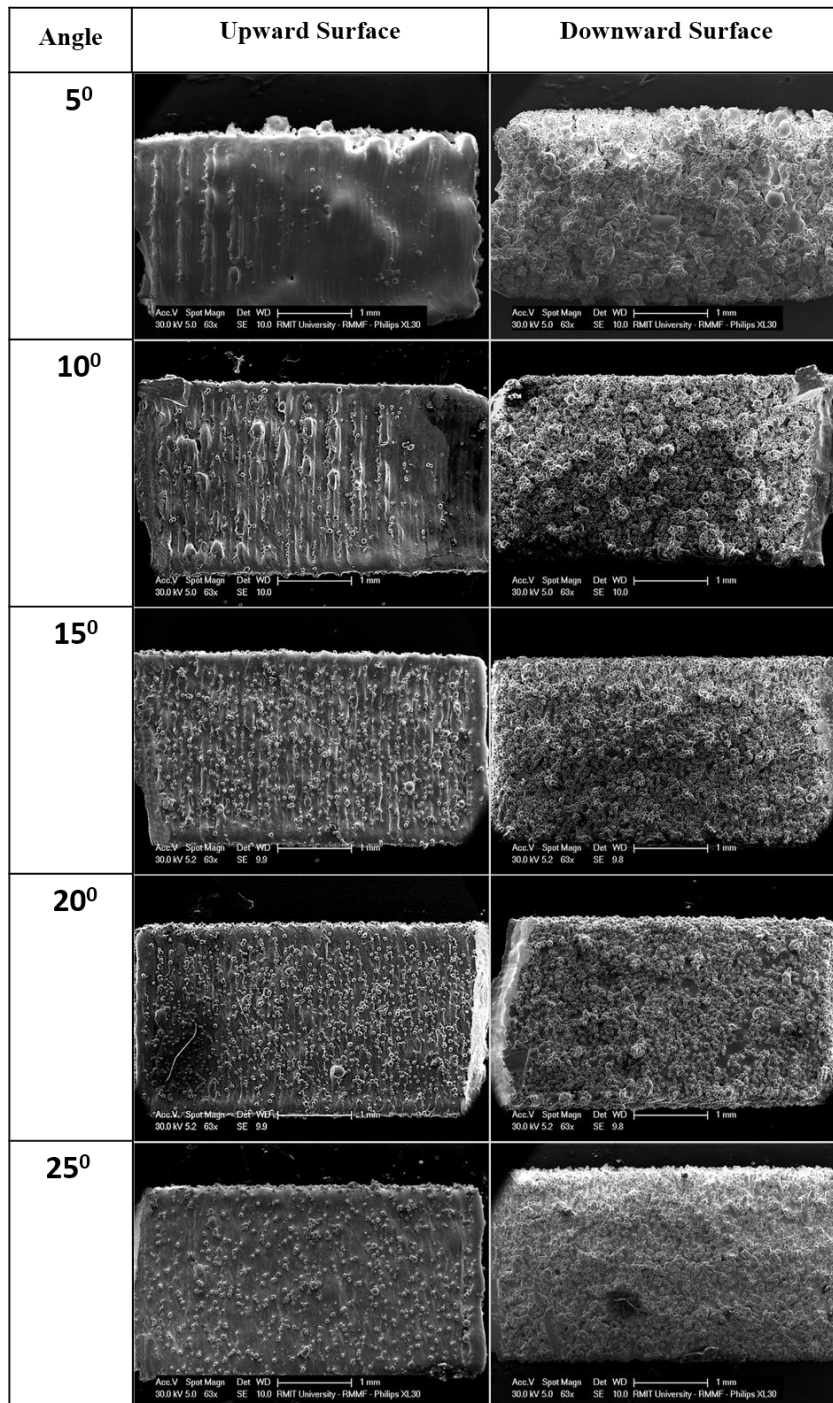 Angle Upward Surface Downward Surface
5⁰
Acc.V Spot Magn Det WD 1 mm
30.0 kV 5.0 63x SE 10.0 RMIT University - RMMF - Philips XL30
Acc.V Spot Magn Det WD 1 mm
30.0 kV 5.0 63x SE 10.0 RMIT University - RMMF - Philips XL30
10⁰
Acc.V Spot Magn Det WD 1 mm
30.0 kV 5.0 63x SE 10.0
Acc.V Spot Magn Det WD 1 mm
30.0 kV 5.0 63x SE 10.0
15⁰
Acc.V Spot Magn Det WD 1 mm
30.0 kV 5.2 63x SE 9.9
Acc.V Spot Magn Det WD 1 mm
30.0 kV 5.2 63x SE 9.8
20⁰
Acc.V Spot Magn Det WD 1 mm
30.0 kV 5.2 63x SE 9.9
Acc.V Spot Magn Det WD 1 mm
30.0 kV 5.2 63x SE 9.8
25⁰
Acc.V Spot Magn Det WD 1 mm
30.0 kV 5.0 63x SE 10.0 RMIT University - RMMF - Philips XL30
Acc.V Spot Magn Det WD 1 mm
30.0 kV 5.0 63x SE 10.0 RMIT University - RMMF - Philips XL30